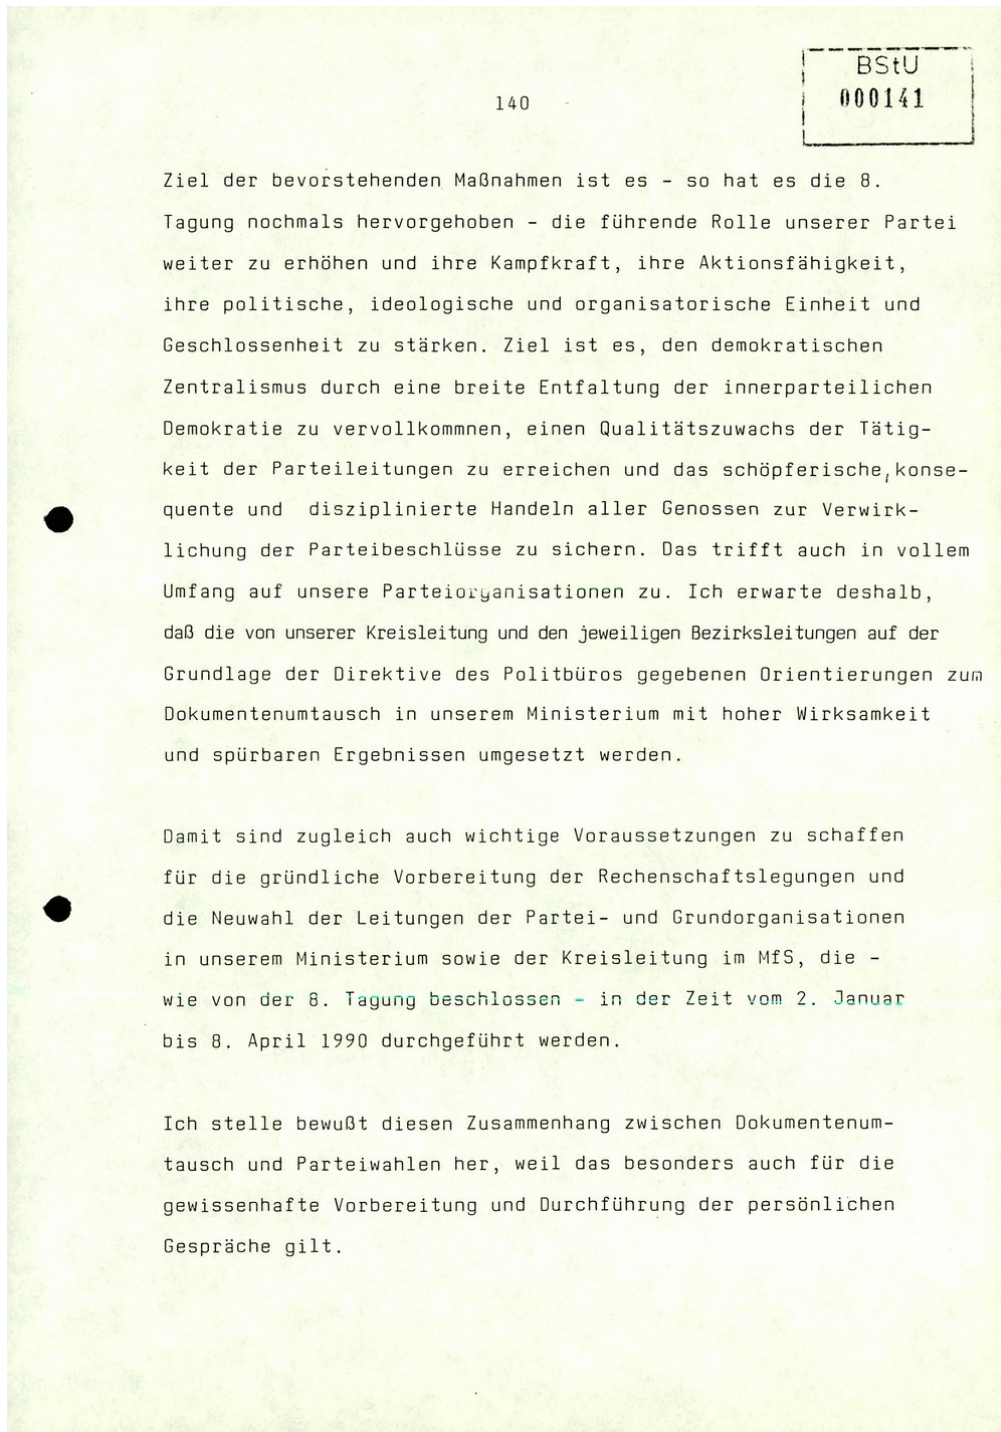 BStU
000141
140
Ziel der bevorstehenden Maßnahmen ist es - so hat es die 8.
Tagung nochmals hervorgehoben - die führende Rolle unserer Partei
weiter zu erhöhen und ihre Kampfkraft, ihre Aktionsfähigkeit,
ihre politische, ideologische und organisatorische Einheit und
Geschlossenheit zu stärken. Ziel ist es, den demokratischen
Zentralismus durch eine breite Entfaltung der innerparteilichen
Demokratie zu vervollkommnen, einen Qualitätszuwachs der Tätig-
keit der Parteileitungen zu erreichen und das schöpferische, konse-
quente und disziplinierte Handeln aller Genossen zur Verwirk-
lichung der Parteibeschlüsse zu sichern. Das trifft auch in vollem
Umfang auf unsere Parteiorganisationen zu. Ich erwarte deshalb,
daß die von unserer Kreisleitung und den jeweiligen Bezirksleitungen auf der
Grundlage der Direktive des Politbüros gegebenen Orientierungen zum
Dokumentenumtausch in unserem Ministerium mit hoher Wirksamkeit
und spürbaren Ergebnissen umgesetzt werden.
Damit sind zugleich auch wichtige Voraussetzungen zu schaffen
für die gründliche Vorbereitung der Rechenschaftslegungen und
die Neuwahl der Leitungen der Partei- und Grundorganisationen
in unserem Ministerium sowie der Kreisleitung im MfS, die -
wie von der 8. Tagung beschlossen - in der Zeit vom 2. Januar
bis 8. April 1990 durchgeführt werden.
Ich stelle bewußt diesen Zusammenhang zwischen Dokumentenum-
tausch und Parteiwahlen her, weil das besonders auch für die
gewissenhafte Vorbereitung und Durchführung der persönlichen
Gespräche gilt.